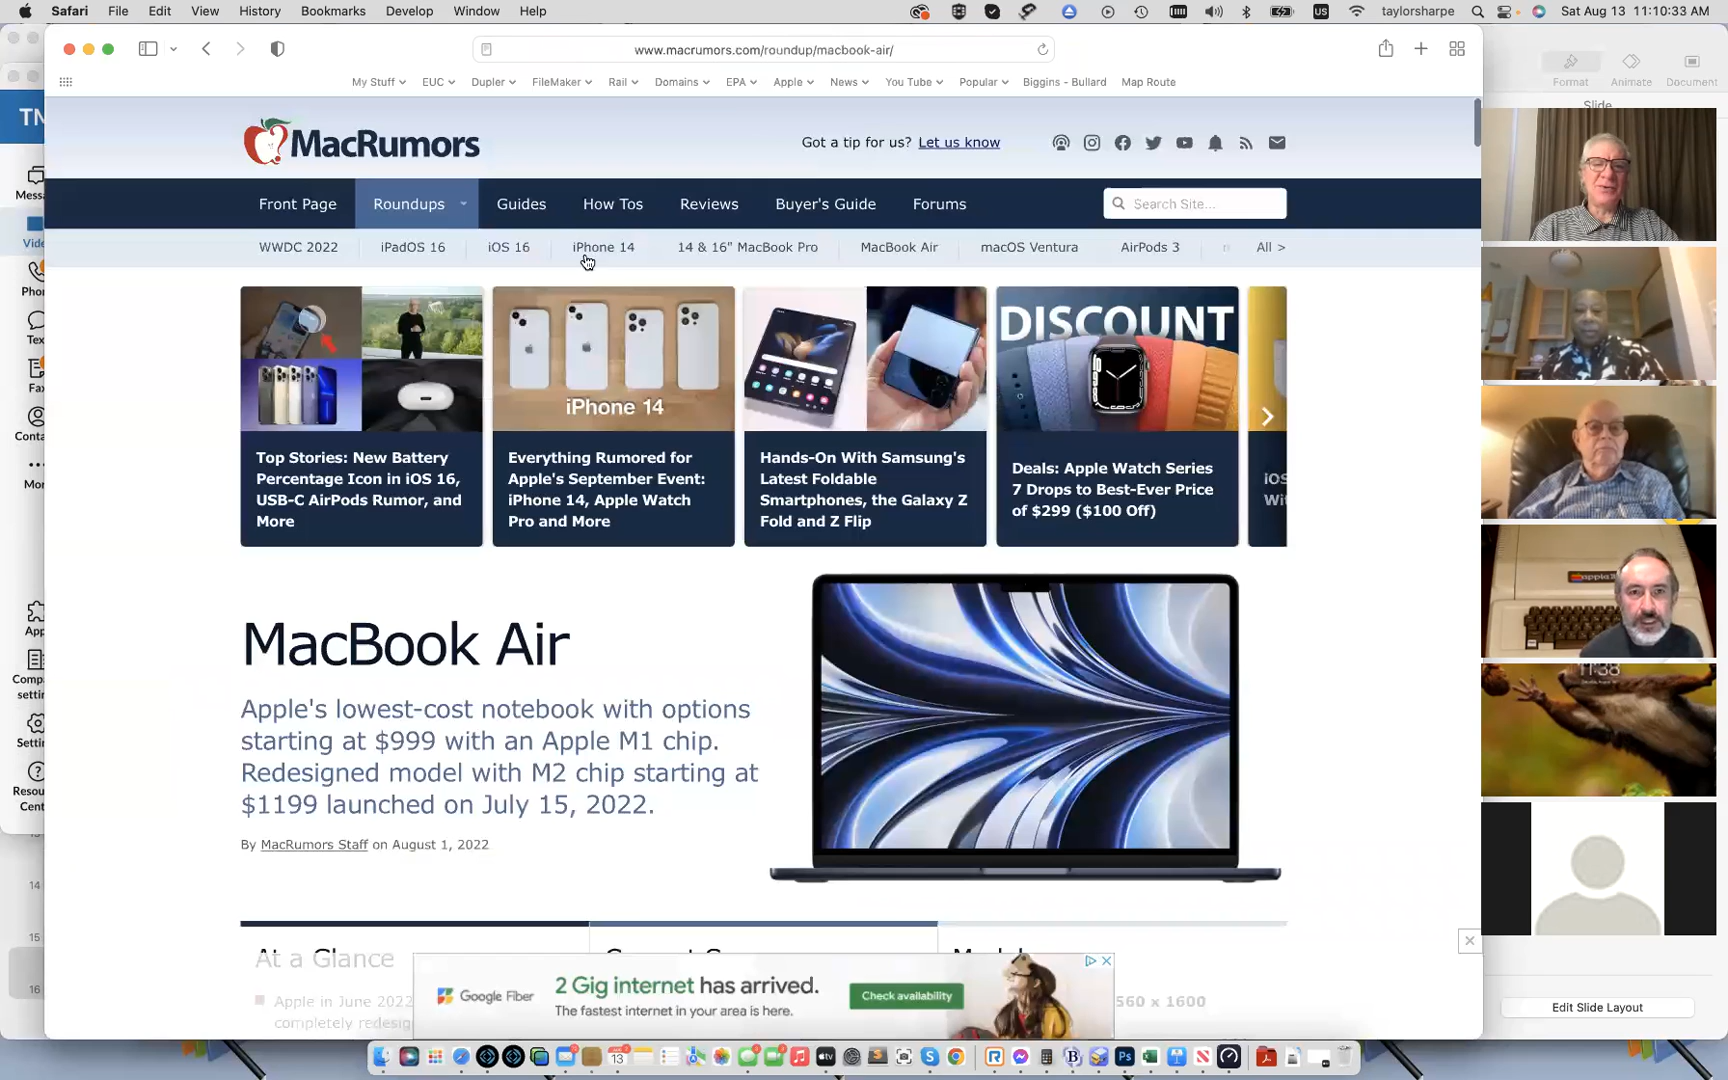 Safari File Edit View History Bookmarks Develop Window Help
US taylorsharpe Sat Aug 13 11:10:33 AM
www.macrumors.com/roundup/macbook-air/
My Stuff EUC Dupler FileMaker Rail Domains EPA Apple News You Tube Popular Biggins - Bullard Map Route
Format Animate Document
Slide
MacRumors
Got a tip for us? Let us know
Front Page Roundups Guides How Tos Reviews Buyer's Guide Forums
Search Site...
WWDC 2022 iPadOS 16 iOS 16 iPhone 14 14 & 16" MacBook Pro MacBook Air macOS Ventura AirPods 3 All >
iPhone 14
DISCOUNT
Top Stories: New Battery
Percentage Icon in iOS 16,
USB-C AirPods Rumor, and
More
Everything Rumored for
Apple's September Event:
iPhone 14, Apple Watch
Pro and More
Hands-On With Samsung's
Latest Foldable
Smartphones, the Galaxy Z
Fold and Z Flip
Deals: Apple Watch Series
7 Drops to Best-Ever Price
of $299 ($100 Off)
iOS
MacBook Air
Apple's lowest-cost notebook with options
starting at $999 with an Apple M1 chip.
Redesigned model with M2 chip starting at
$1199 launched on July 15, 2022.
By MacRumors Staff on August 1, 2022
At a Glance
Apple in June 2022
560 x 1600
Google Fiber
2 Gig internet has arrived.
The fastest internet in your area is here.
Check availability
TN
Messa
Vide
Phon
Tex
Fax
Conta
Mor
App
Compa
settin
Settin
Resou
Cent
14
15
16
11:38
Edit Slide Layout
13